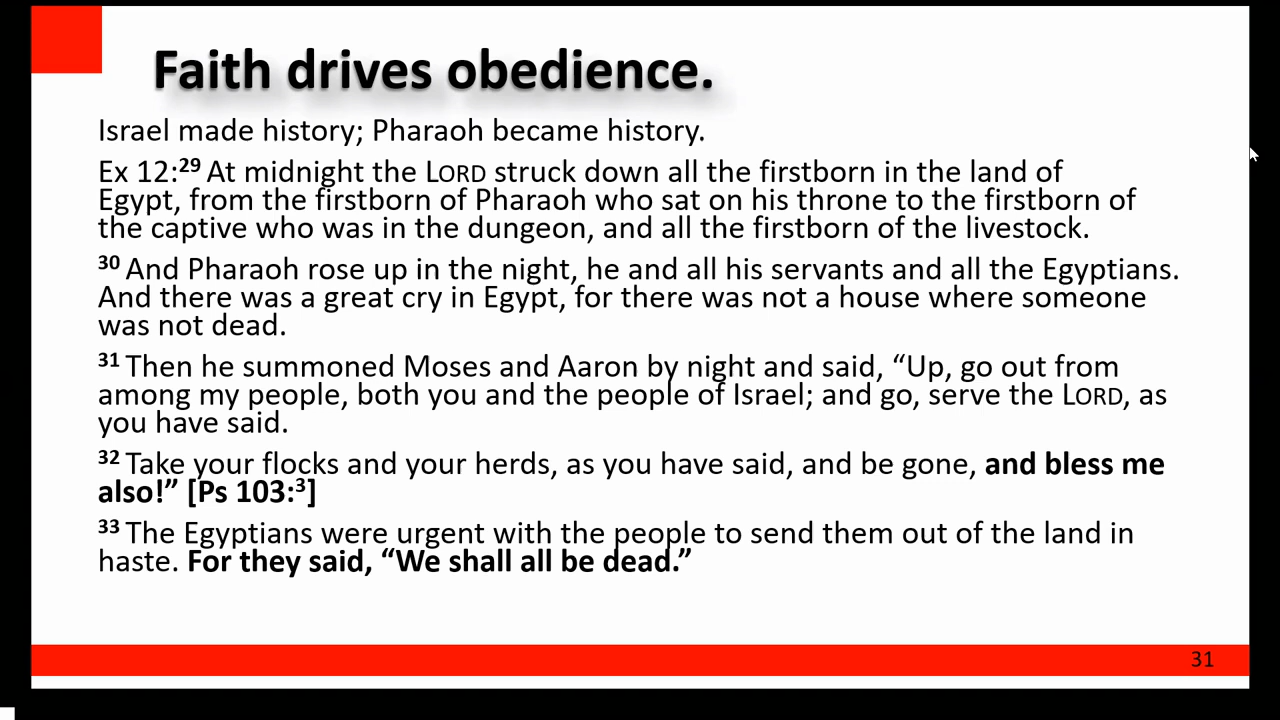 Faith drives obedience.
Israel made history; Pharaoh became history.
Ex 12:29 At midnight the LORD struck down all the firstborn in the land of
Egypt, from the firstborn of Pharaoh who sat on his throne to the firstborn of
the captive who was in the dungeon, and all the firstborn of the livestock.
30 And Pharaoh rose up in the night, he and all his servants and all the Egyptians.
And there was a great cry in Egypt, for there was not a house where someone
was not dead.
31 Then he summoned Moses and Aaron by night and said, “Up, go out from
among my people, both you and the people of Israel; and go, serve the LORD, as
you have said.
32 Take your flocks and your herds, as you have said, and be gone, and bless me
also!” [Ps 103:3]
33 The Egyptians were urgent with the people to send them out of the land in
haste. For they said, “We shall all be dead.”
31